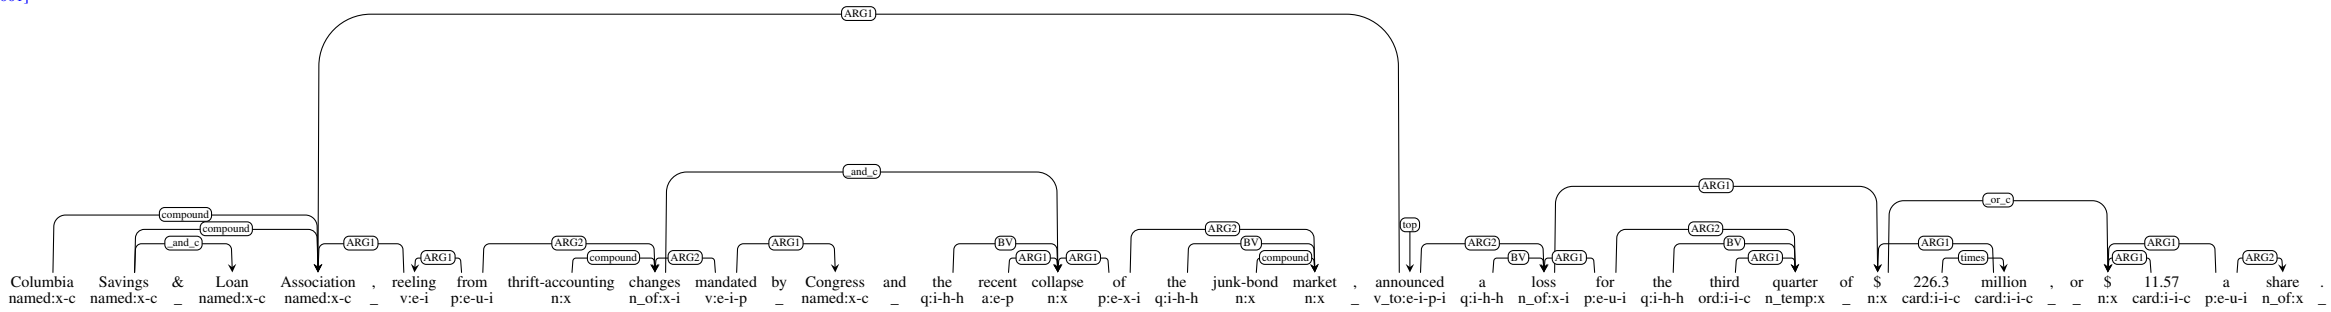 ARG1
_and_c
ARG1
_or_c
compound
compound
top
ARG2 ARG2
_and_c ARG1 ARG2 ARG1 BV BV ARG2 BV ARG1 ARG1
ARG1 compound ARG2 ARG1 ARG1 compound BV ARG1 ARG1 times ARG1 ARG2
Columbia Savings & Loan Association , reeling from thrift-accounting changes mandated by Congress and the recent collapse of the junk-bond market , announced a loss for the third quarter of $ 226.3 million , or $ 11.57 a share .
named:x-c named:x-c _ named:x-c named:x-c _ v:e-i p:e-u-i n:x n_of:x-i v:e-i-p _ named:x-c _ q:i-h-h a:e-p n:x p:e-x-i q:i-h-h n:x n:x _ v_to:e-i-p-i q:i-h-h n_of:x-i p:e-u-i q:i-h-h ord:i-i-c n_temp:x _ n:x card:i-i-c card:i-i-c _ _ n:x card:i-i-c p:e-u-i n_of:x _